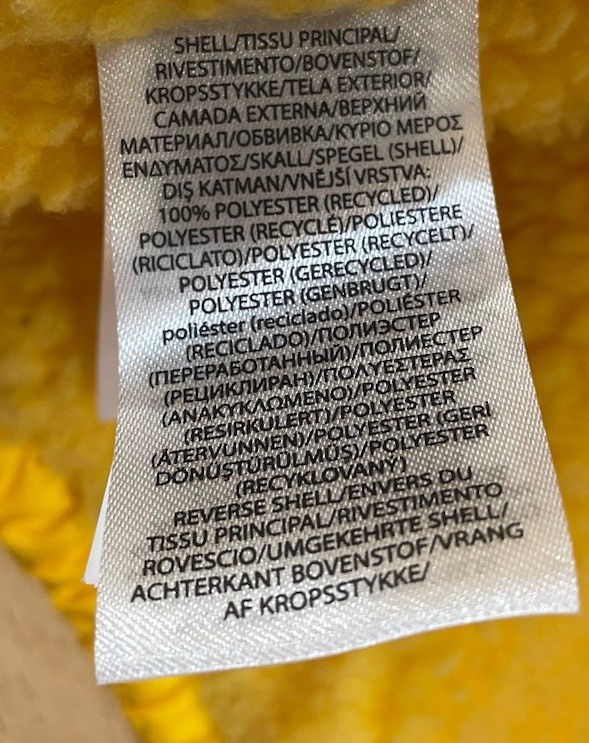 SHELL/TISSU PRINCIPAL/
RIVESTIMENTO/BOVENSTOF/
KROPSSTYKKE/TELA EXTERIOR/
CAMADA EXTERNA/ВЕРХНИЙ
МАТЕРИАЛ/ОБВИВКА/ΚΥΡΙΟ ΜΕΡΟΣ
ΕΝΔΥΜΑΤΟΣ/SKALL/SPEGEL (SHELL)/
DIŞ KATMAN/VNĚJŠÍ VRSTVA:
100% POLYESTER (RECYCLED)/
POLYESTER (RECYCLÉ)/POLIESTERE
(RICICLATO)/POLYESTER (RECYCELT)/
POLYESTER (GERECYCLED)/
POLYESTER (GENBRUGT)/
poliéster (reciclado)/POLIÉSTER
(RECICLADO)/ПОЛИЭСТЕР
(ПЕРЕРАБОТАННЫЙ)/ПОЛИЕСТЕР
(РЕЦИКЛИРАН)/ΠΟΛΥΕΣΤΕΡΑΣ
(ΑΝΑΚΥΚΛΩΜΕΝΟ)/POLYESTER
(RESIRKULERT)/POLYESTER
(ÅTERVUNNEN)/POLYESTER (GERİ
DÖNÜŞTÜRÜLMÜŞ)/POLYESTER
(RECYKLOVANÝ)
REVERSE SHELL/ENVERS DU
TISSU PRINCIPAL/RIVESTIMENTO
ROVESCIO/UMGEKEHRTE SHELL/
ACHTERKANT BOVENSTOF/VRANG
AF KROPSSTYKKE/